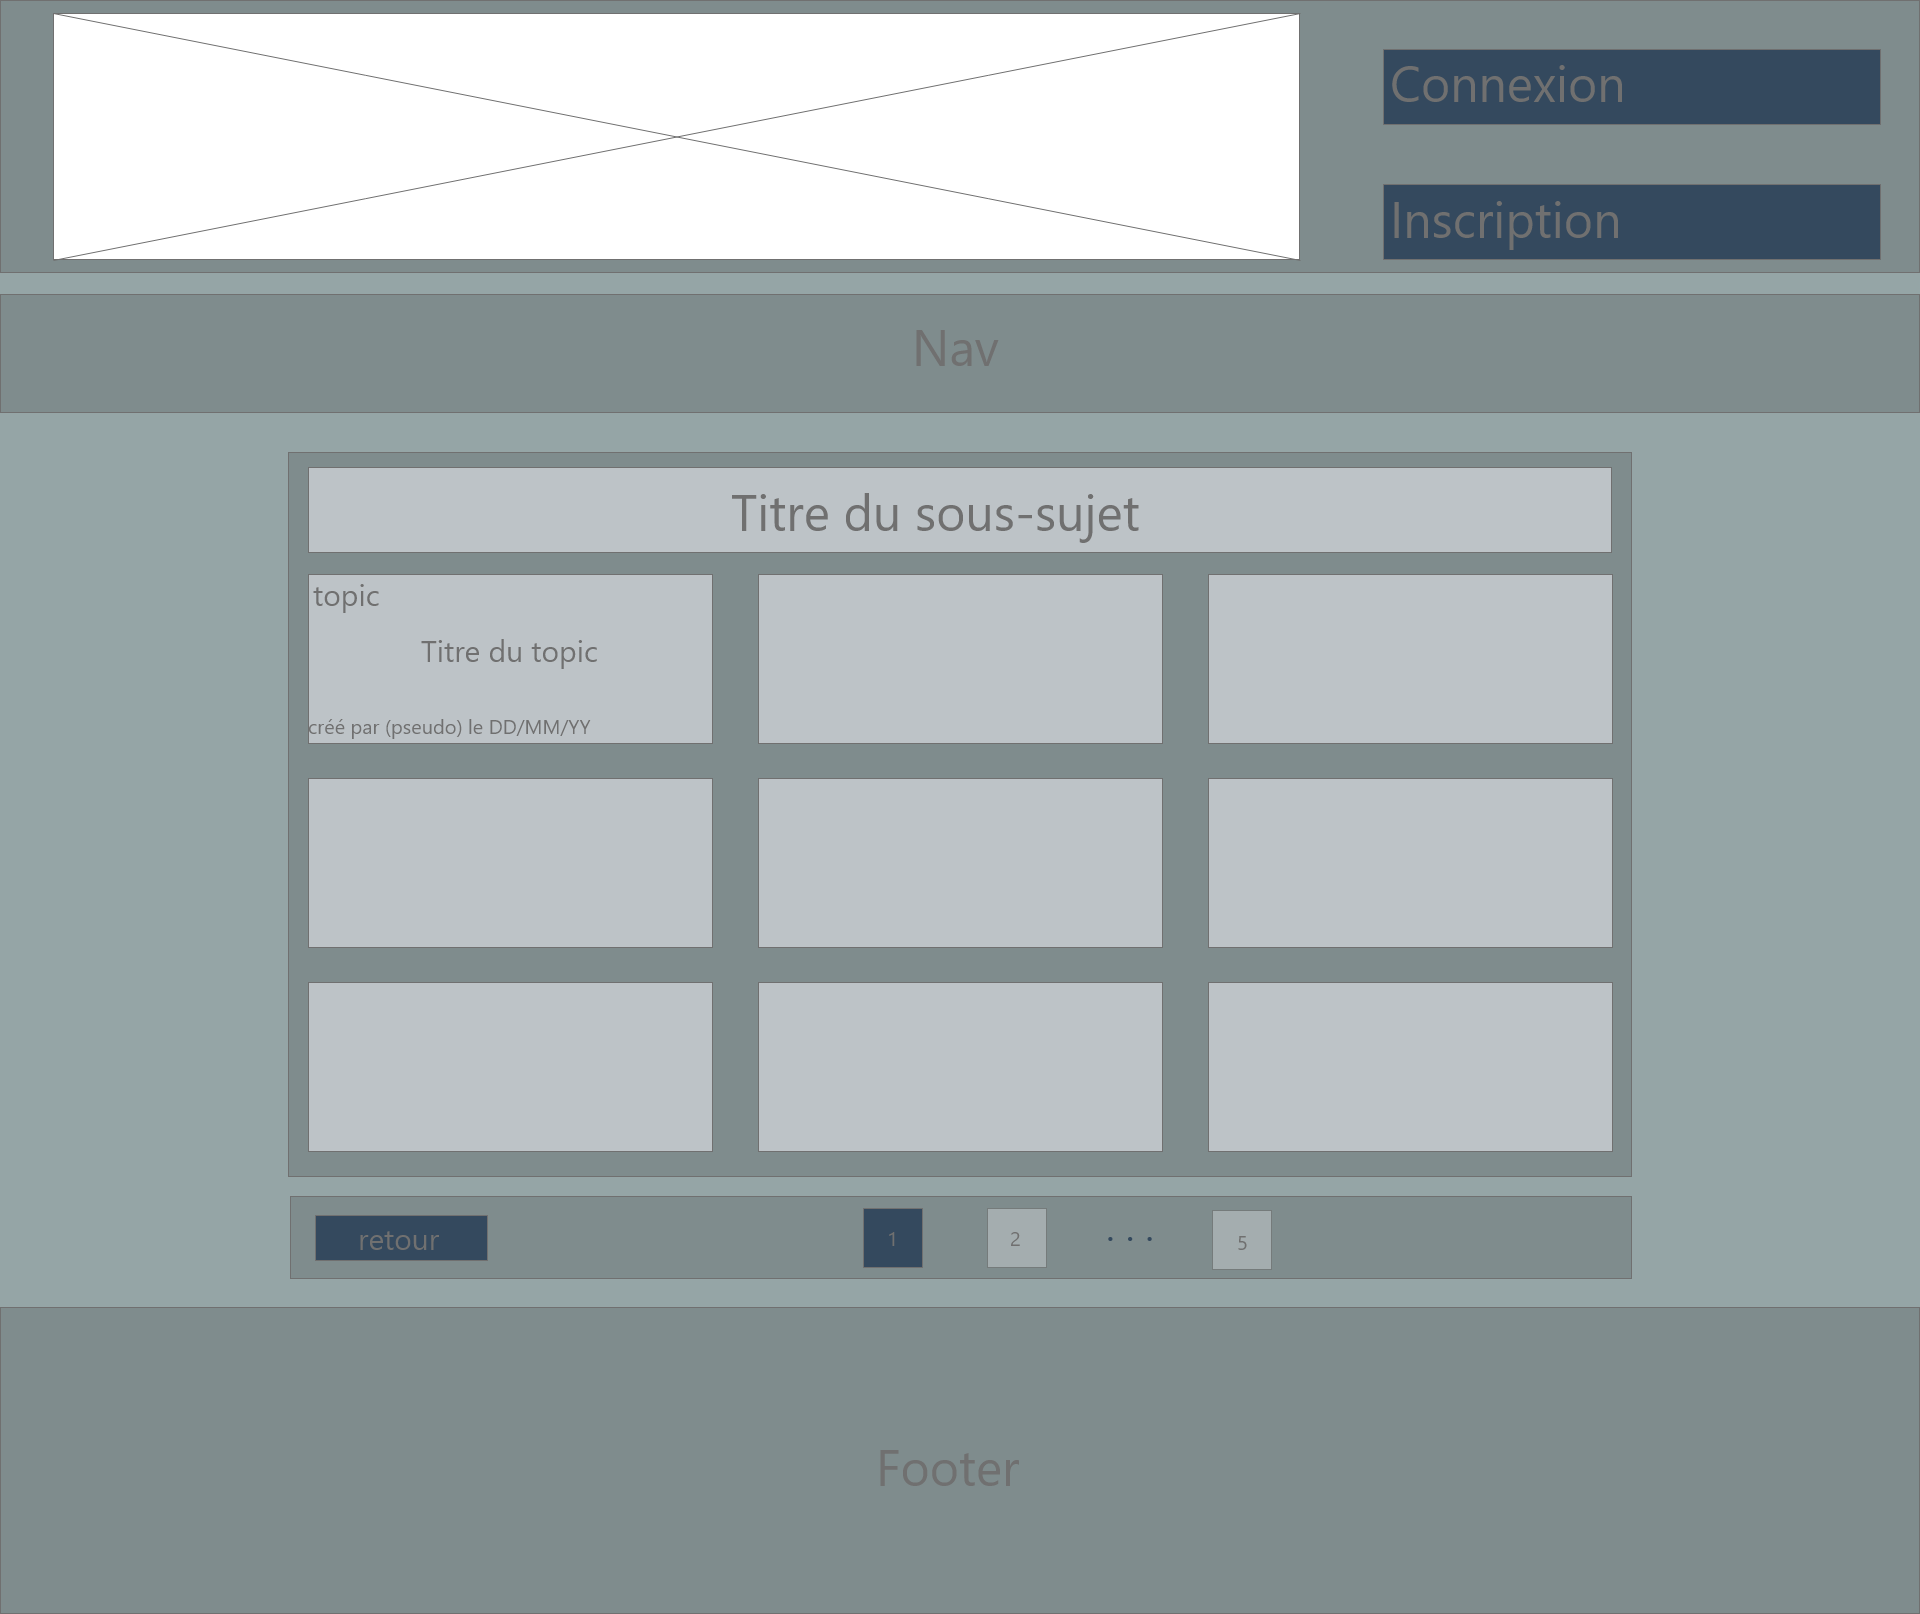 Connexion
Inscription
Nav
Titre du sous-sujet
topic
Titre du topic
créé par (pseudo) le DD/MM/YY
retour
1
2
. . .
5
Footer